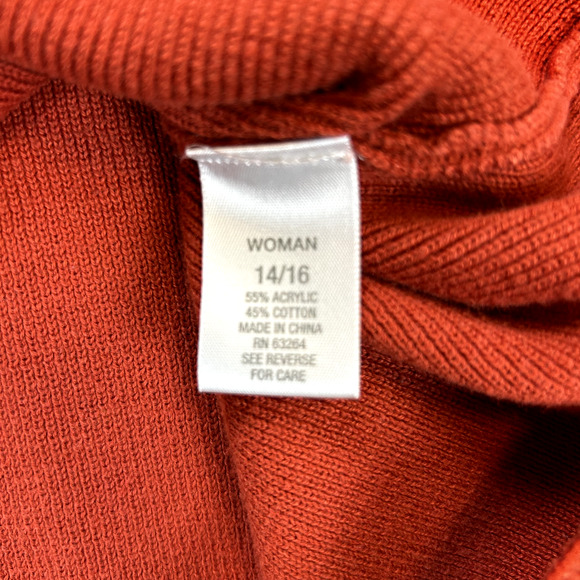 WOMAN
14/16
55% ACRYLIC
45% COTTON
MADE IN CHINA
RN 63264
SEE REVERSE
FOR CARE